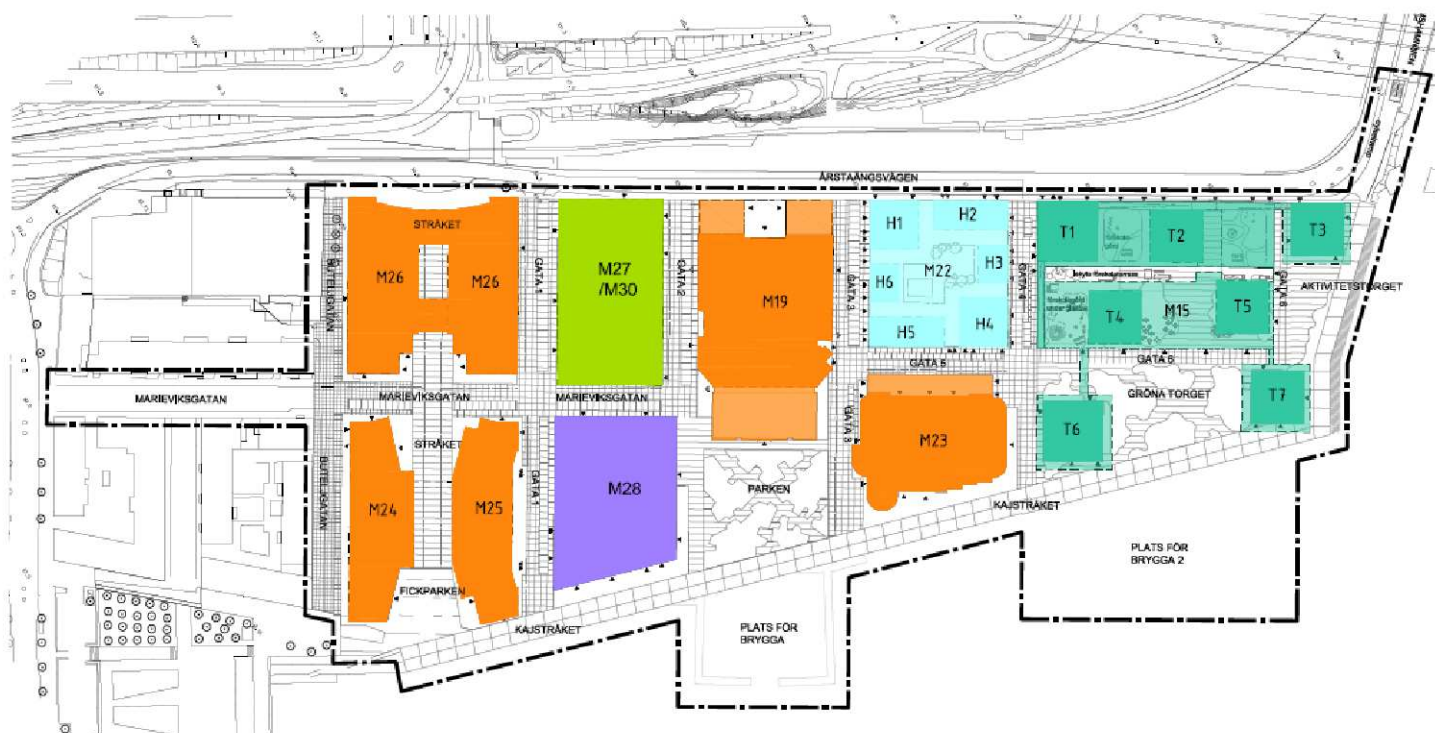 ÅRSTAÄNGSVÄGEN
STRÅKET
M26
M26
BUTELJGATAN
GATA 1
M27
/M30
GATA 2
M19
GATA 3
H1
H2
H3
M22
H6
H5
H4
GATA 4
T1
T2
T3
AKTIVITETSTORGET
T4
M15
T5
GATA 5
GATA 6
MARIEVIKSGATAN
MARIEVIKSGATAN
MARIEVIKSGATAN
GRÖNA TORGET
T6
T7
STRÅKET
BUTELJGATAN
M24
M25
GATA 1
M28
PARKEN
GATA 3
M23
KAJSTRÅKET
FICKPARKEN
KAJSTRÅKET
PLATS FÖR
BRYGGA
PLATS FÖR
BRYGGA 2